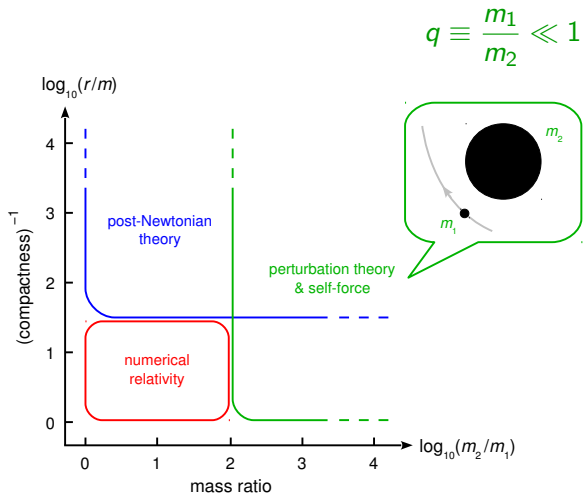 q ≡ m₁/m₂ ≪ 1
log₁₀(r/m)
m₂
m₁
4
3
2
1
0
(compactness)⁻¹
post-Newtonian
theory
perturbation theory
& self-force
numerical
relativity
0 1 2 3 4
log₁₀(m₂/m₁)
mass ratio